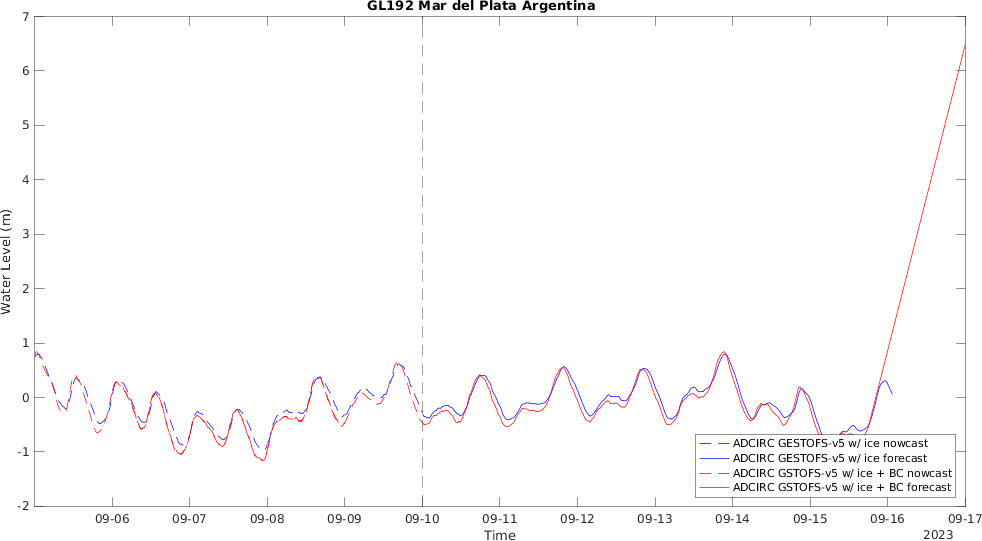 GL192 Mar del Plata Argentina
7
6
5
4
3
2
1
0
-1
-2
Water Level (m)
ADCIRC GESTOFS-v5 w/ ice nowcast
ADCIRC GESTOFS-v5 w/ ice forecast
ADCIRC GSTOFS-v5 w/ ice + BC nowcast
ADCIRC GSTOFS-v5 w/ ice + BC forecast
09-06 09-07 09-08 09-09 09-10 09-11 09-12 09-13 09-14 09-15 09-16 09-17
Time
2023